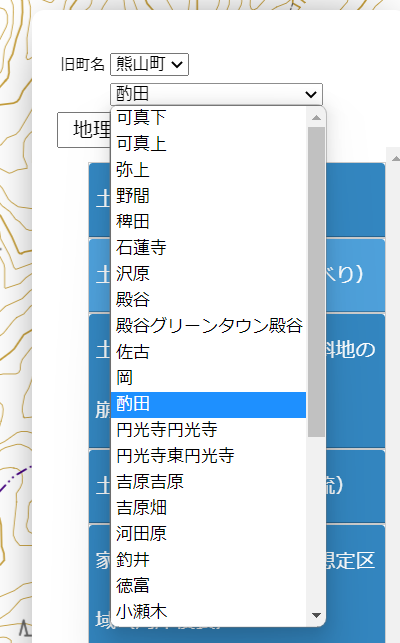 旧町名 熊山町
酌田
地理
可真下
可真上
弥上
野間
稗田
石蓮寺
沢原
殿谷
殿谷グリーンタウン殿谷
佐古
岡
酌田
円光寺円光寺
円光寺東円光寺
吉原吉原
吉原畑
河田原
釣井
徳富
小瀬木
土
土 べり）
土 斜地の
崩
土 流）
家 想定区